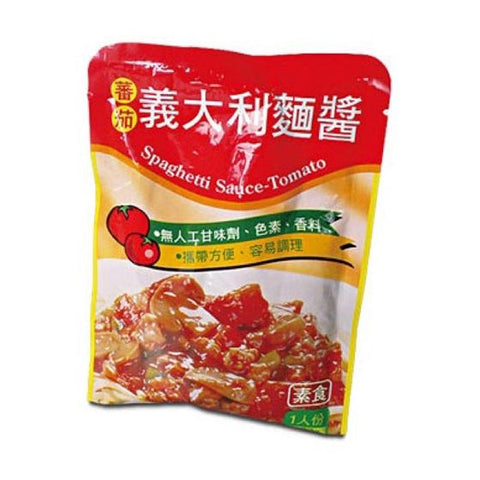 蕃茄
義大利麵醬
Spaghetti Sauce-Tomato
•無人工甘味劑、色素、香料
•攜帶方便、容易調理
素食
1人份